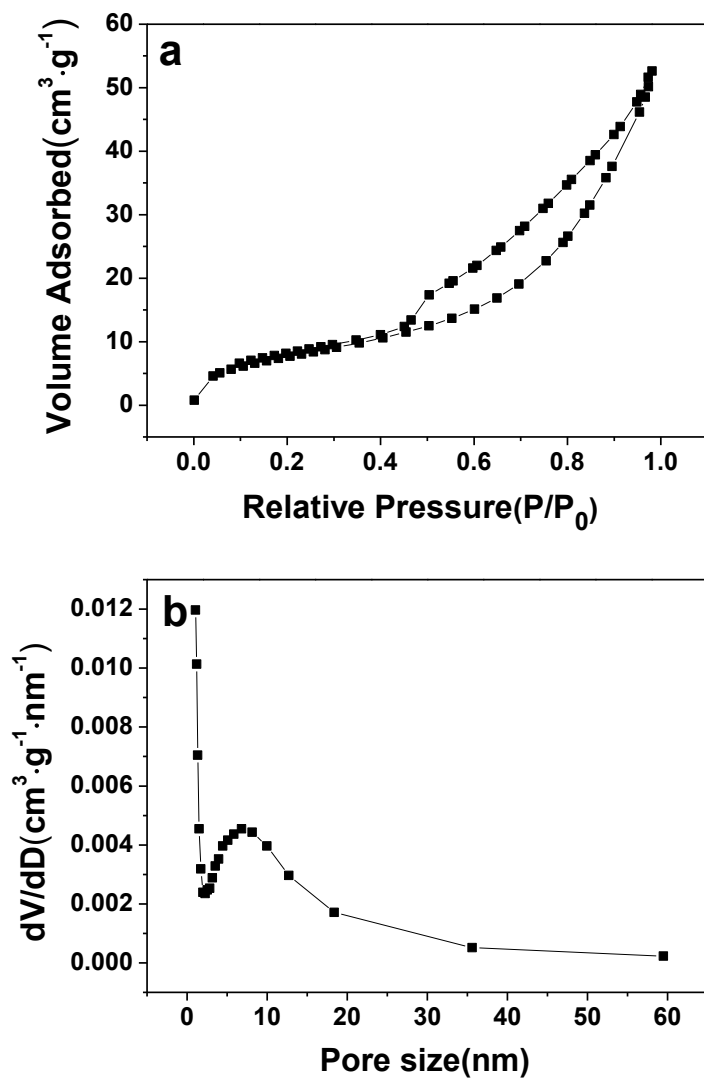 a
60
50
40
30
20
10
0
Volume Adsorbed(cm³·g⁻¹)
0.0 0.2 0.4 0.6 0.8 1.0
Relative Pressure(P/P₀)
b
0.012
0.010
0.008
0.006
0.004
0.002
0.000
dV/dD(cm³·g⁻¹·nm⁻¹)
0 10 20 30 40 50 60
Pore size(nm)